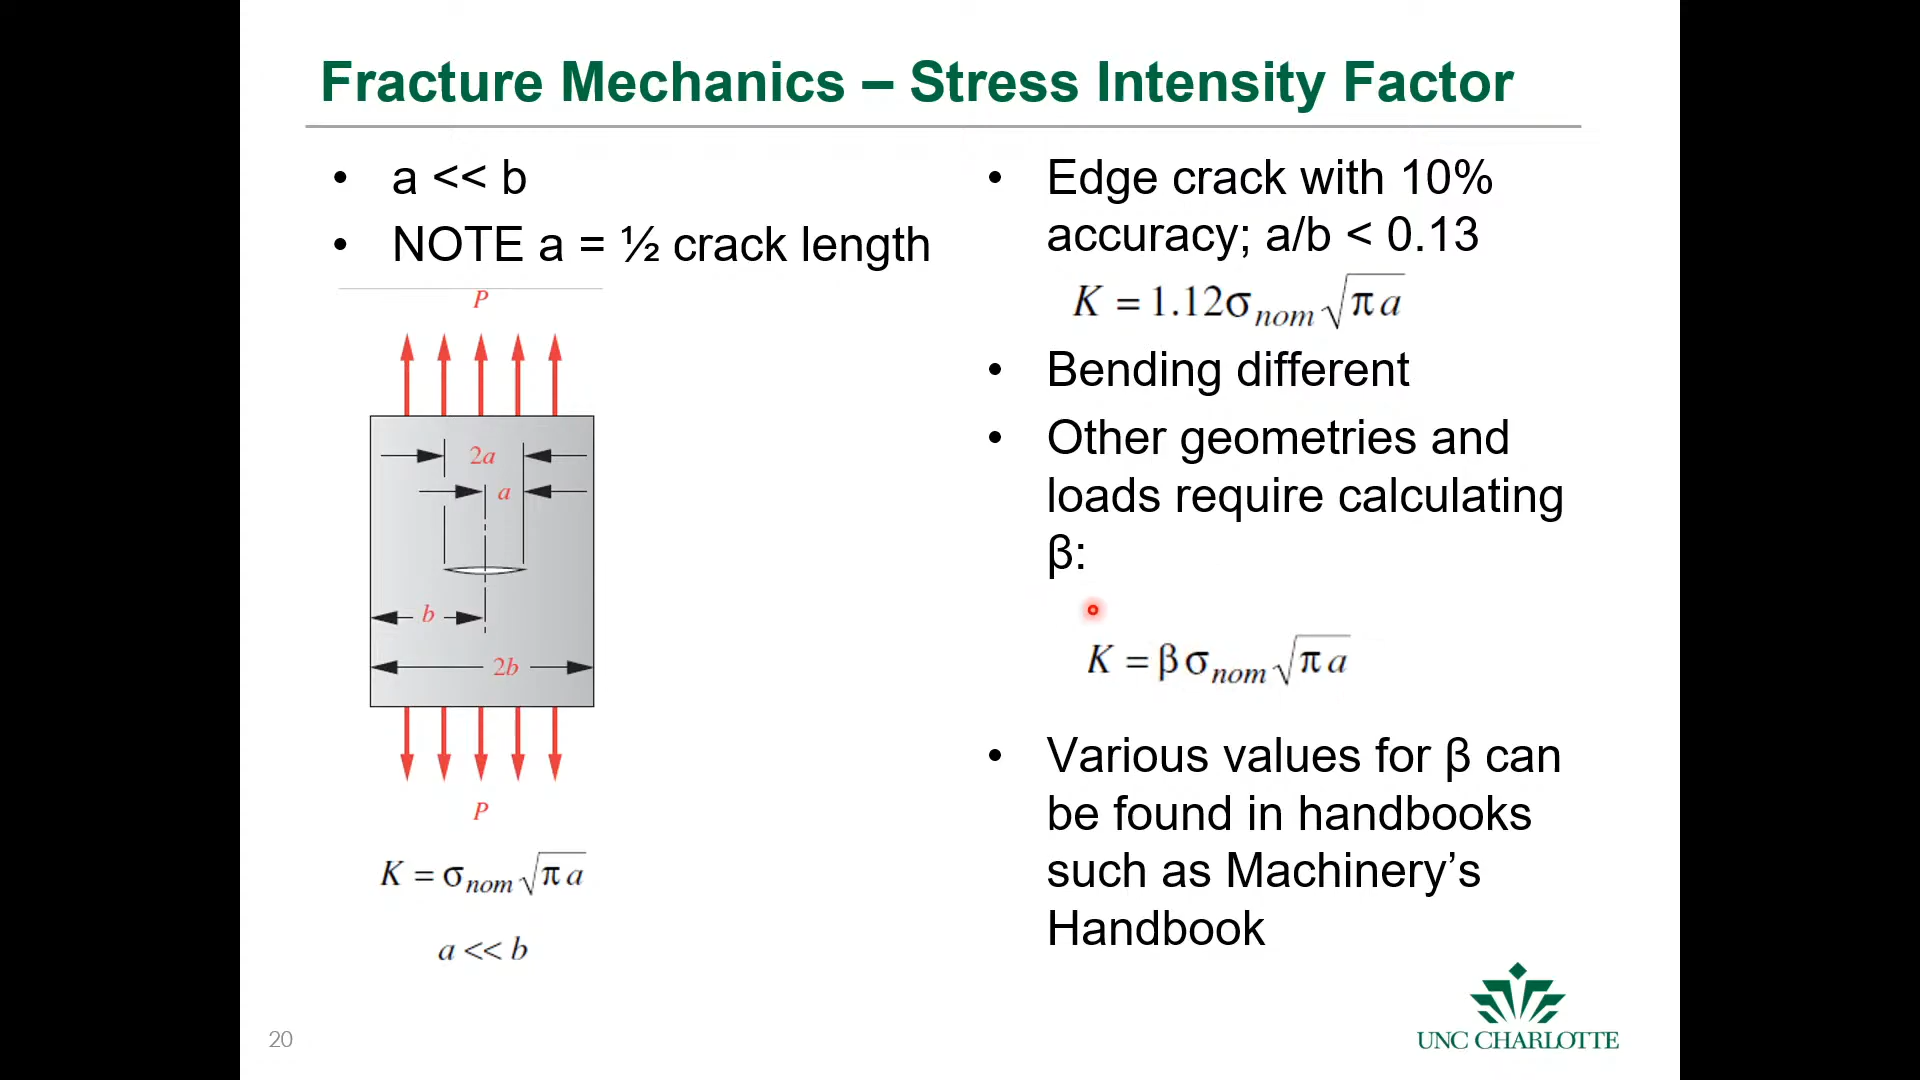 Fracture Mechanics – Stress Intensity Factor
• a << b
• NOTE a = ½ crack length
P
2a
a
b
2b
P
K = σnom√πa
a << b
• Edge crack with 10%
accuracy; a/b < 0.13
K = 1.12σnom√πa
• Bending different
• Other geometries and
loads require calculating
β:
K = βσnom√πa
• Various values for β can
be found in handbooks
such as Machinery’s
Handbook
20
UNC CHARLOTTE